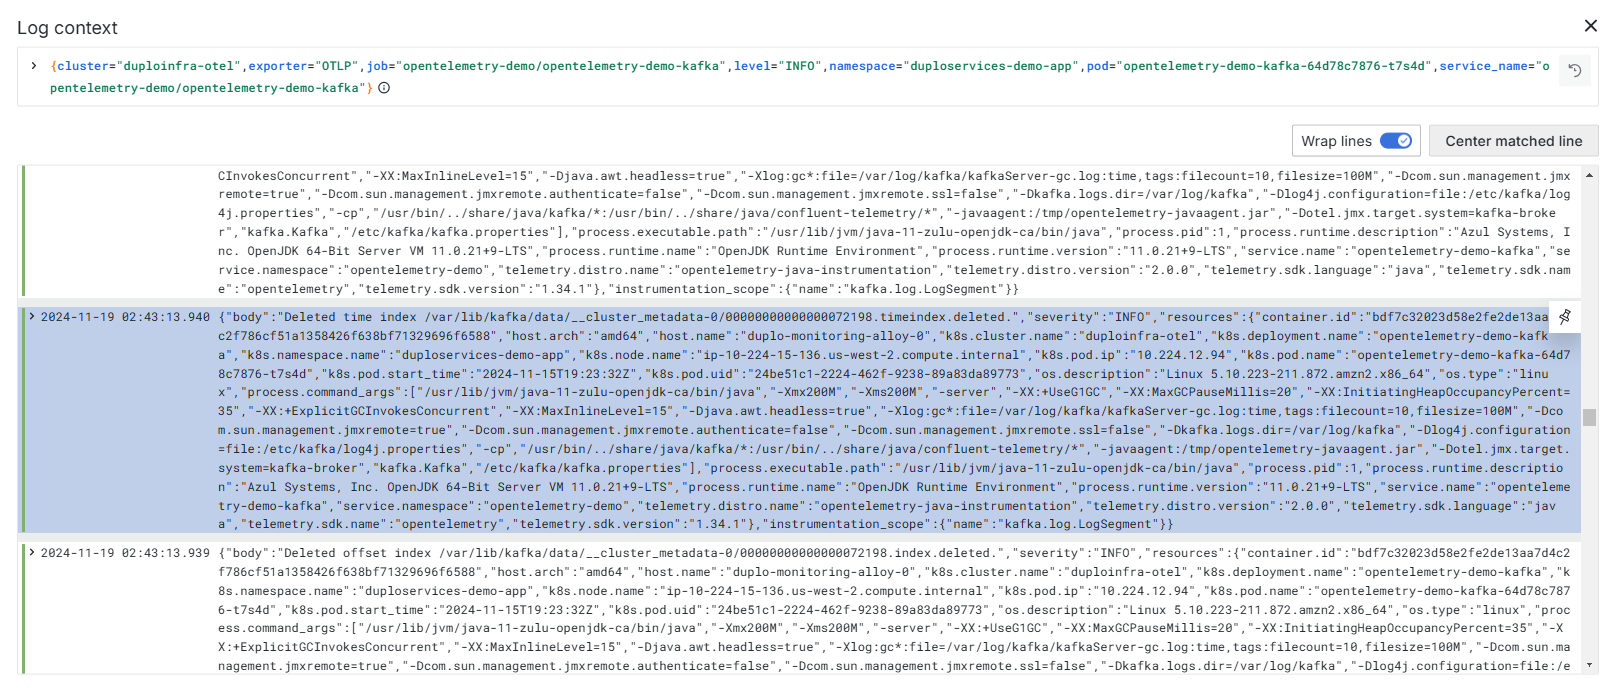 Log context
{cluster="duploinfra-otel",exporter="OTLP",job="opentelemetry-demo/opentelemetry-demo-kafka",level="INFO",namespace="duploservices-demo-app",pod="opentelemetry-demo-kafka-64d78c7876-t7s4d",service_name="o
pentelemetry-demo/opentelemetry-demo-kafka"}
Wrap lines
Center matched line
CInvokesConcurrent","-XX:MaxInlineLevel=15","-Djava.awt.headless=true","-Xlog:gc*:file=/var/log/kafka/kafkaServer-gc.log:time,tags:filecount=10,filesize=100M","-Dcom.sun.management.jmx
remote=true","-Dcom.sun.management.jmxremote.authenticate=false","-Dcom.sun.management.jmxremote.ssl=false","-Dkafka.logs.dir=/var/log/kafka","-Dlog4j.configuration=file:/etc/kafka/log
4j.properties","-cp","/usr/bin/../share/java/kafka/*:/usr/bin/../share/java/confluent-telemetry/*","-javaagent:/tmp/opentelemetry-javaagent.jar","-Dotel.jmx.target.system=kafka-broke
r","kafka.Kafka","/etc/kafka/kafka.properties"],"process.executable.path":"/usr/lib/jvm/java-11-zulu-openjdk-ca/bin/java","process.pid":1,"process.runtime.description":"Azul Systems, I
nc. OpenJDK 64-Bit Server VM 11.0.21+9-LTS","process.runtime.name":"OpenJDK Runtime Environment","process.runtime.version":"11.0.21+9-LTS","service.name":"opentelemetry-demo-kafka","se
rvice.namespace":"opentelemetry-demo","telemetry.distro.name":"opentelemetry-java-instrumentation","telemetry.distro.version":"2.0.0","telemetry.sdk.language":"java","telemetry.sdk.nam
e":"opentelemetry","telemetry.sdk.version":"1.34.1"},"instrumentation_scope":{"name":"kafka.log.LogSegment"}}
2024-11-19 02:43:13.940 {"body":"Deleted time index /var/lib/kafka/data/__cluster_metadata-0/00000000000000072198.timeindex.deleted.","severity":"INFO","resources":{"container.id":"bdf7c32023d58e2fe2de13aa
c2f786cf51a1358426f638bf71329696f6588","host.arch":"amd64","host.name":"duplo-monitoring-alloy-0","k8s.cluster.name":"duploinfra-otel","k8s.deployment.name":"opentelemetry-demo-kafk
a","k8s.namespace.name":"duploservices-demo-app","k8s.node.name":"ip-10-224-15-136.us-west-2.compute.internal","k8s.pod.ip":"10.224.12.94","k8s.pod.name":"opentelemetry-demo-kafka-64d7
8c7876-t7s4d","k8s.pod.start_time":"2024-11-15T19:23:32Z","k8s.pod.uid":"24be51c1-2224-462f-9238-89a83da89773","os.description":"Linux 5.10.223-211.872.amzn2.x86_64","os.type":"linu
x","process.command_args":["/usr/lib/jvm/java-11-zulu-openjdk-ca/bin/java","-Xmx200M","-Xms200M","-server","-XX:+UseG1GC","-XX:MaxGCPauseMillis=20","-XX:InitiatingHeapOccupancyPercent=
35","-XX:+ExplicitGCInvokesConcurrent","-XX:MaxInlineLevel=15","-Djava.awt.headless=true","-Xlog:gc*:file=/var/log/kafka/kafkaServer-gc.log:time,tags:filecount=10,filesize=100M","-Dco
m.sun.management.jmxremote=true","-Dcom.sun.management.jmxremote.authenticate=false","-Dcom.sun.management.jmxremote.ssl=false","-Dkafka.logs.dir=/var/log/kafka","-Dlog4j.configuration
=file:/etc/kafka/log4j.properties","-cp","/usr/bin/../share/java/kafka/*:/usr/bin/../share/java/confluent-telemetry/*","-javaagent:/tmp/opentelemetry-javaagent.jar","-Dotel.jmx.target.
system=kafka-broker","kafka.Kafka","/etc/kafka/kafka.properties"],"process.executable.path":"/usr/lib/jvm/java-11-zulu-openjdk-ca/bin/java","process.pid":1,"process.runtime.descriptio
n":"Azul Systems, Inc. OpenJDK 64-Bit Server VM 11.0.21+9-LTS","process.runtime.name":"OpenJDK Runtime Environment","process.runtime.version":"11.0.21+9-LTS","service.name":"openteleme
try-demo-kafka","service.namespace":"opentelemetry-demo","telemetry.distro.name":"opentelemetry-java-instrumentation","telemetry.distro.version":"2.0.0","telemetry.sdk.language":"jav
a","telemetry.sdk.name":"opentelemetry","telemetry.sdk.version":"1.34.1"},"instrumentation_scope":{"name":"kafka.log.LogSegment"}}
2024-11-19 02:43:13.939 {"body":"Deleted offset index /var/lib/kafka/data/__cluster_metadata-0/00000000000000072198.index.deleted.","severity":"INFO","resources":{"container.id":"bdf7c32023d58e2fe2de13aa7d4c2
f786cf51a1358426f638bf71329696f6588","host.arch":"amd64","host.name":"duplo-monitoring-alloy-0","k8s.cluster.name":"duploinfra-otel","k8s.deployment.name":"opentelemetry-demo-kafka","k
8s.namespace.name":"duploservices-demo-app","k8s.node.name":"ip-10-224-15-136.us-west-2.compute.internal","k8s.pod.ip":"10.224.12.94","k8s.pod.name":"opentelemetry-demo-kafka-64d78c787
6-t7s4d","k8s.pod.start_time":"2024-11-15T19:23:32Z","k8s.pod.uid":"24be51c1-2224-462f-9238-89a83da89773","os.description":"Linux 5.10.223-211.872.amzn2.x86_64","os.type":"linux","proc
ess.command_args":["/usr/lib/jvm/java-11-zulu-openjdk-ca/bin/java","-Xmx200M","-Xms200M","-server","-XX:+UseG1GC","-XX:MaxGCPauseMillis=20","-XX:InitiatingHeapOccupancyPercent=35","-X
X:+ExplicitGCInvokesConcurrent","-XX:MaxInlineLevel=15","-Djava.awt.headless=true","-Xlog:gc*:file=/var/log/kafka/kafkaServer-gc.log:time,tags:filecount=10,filesize=100M","-Dcom.sun.ma
nagement.jmxremote=true","-Dcom.sun.management.jmxremote.authenticate=false","-Dcom.sun.management.jmxremote.ssl=false","-Dkafka.logs.dir=/var/log/kafka","-Dlog4j.configuration=file:/e